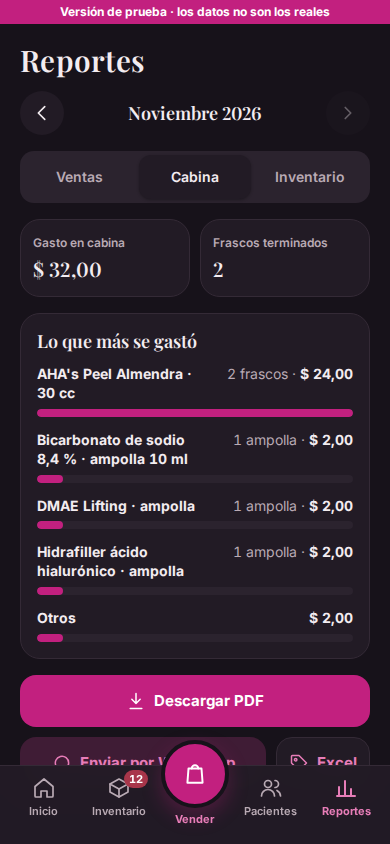 Versión de prueba · los datos no son los reales
Reportes
Noviembre 2026
Ventas
Cabina
Inventario
Gasto en cabina
$ 32,00
Frascos terminados
2
Lo que más se gastó
AHA's Peel Almendra ·
30 cc
2 frascos · $ 24,00
Bicarbonato de sodio
8,4 % · ampolla 10 ml
1 ampolla · $ 2,00
DMAE Lifting · ampolla
1 ampolla · $ 2,00
Hidrafiller ácido
hialurónico · ampolla
1 ampolla · $ 2,00
Otros
$ 2,00
Descargar PDF
Enviar por
Excel
12
Inicio
Inventario
Vender
Pacientes
Reportes